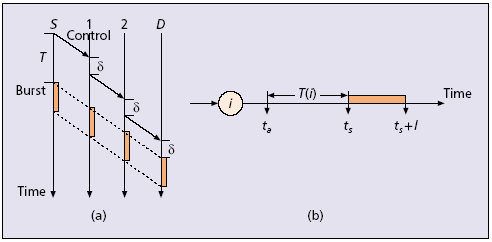 S 1 2 D
Control
T
δ
Burst
δ
δ
Time
(a)
i
T(i)
Time
tₐ
tₛ
tₛ+l
(b)